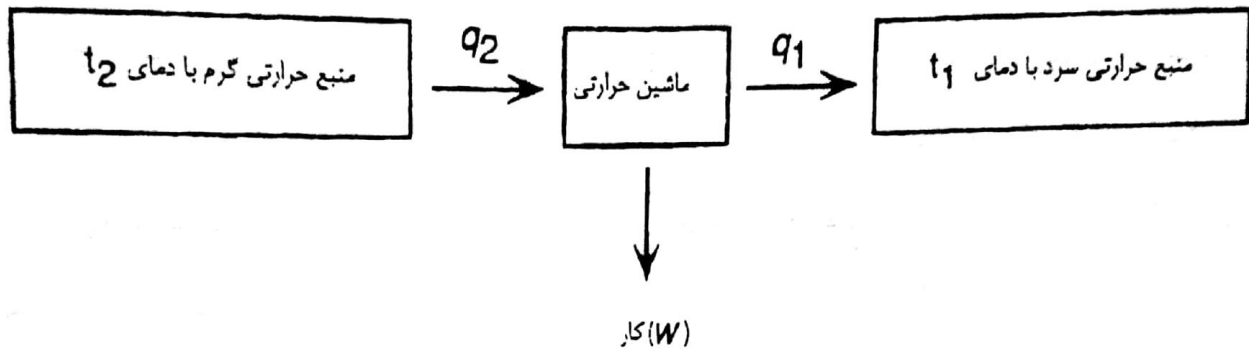 منبع حرارتی گرم با دمای t2
q2
ماشین حرارتی
q1
منبع حرارتی سرد با دمای t1
کار(W)